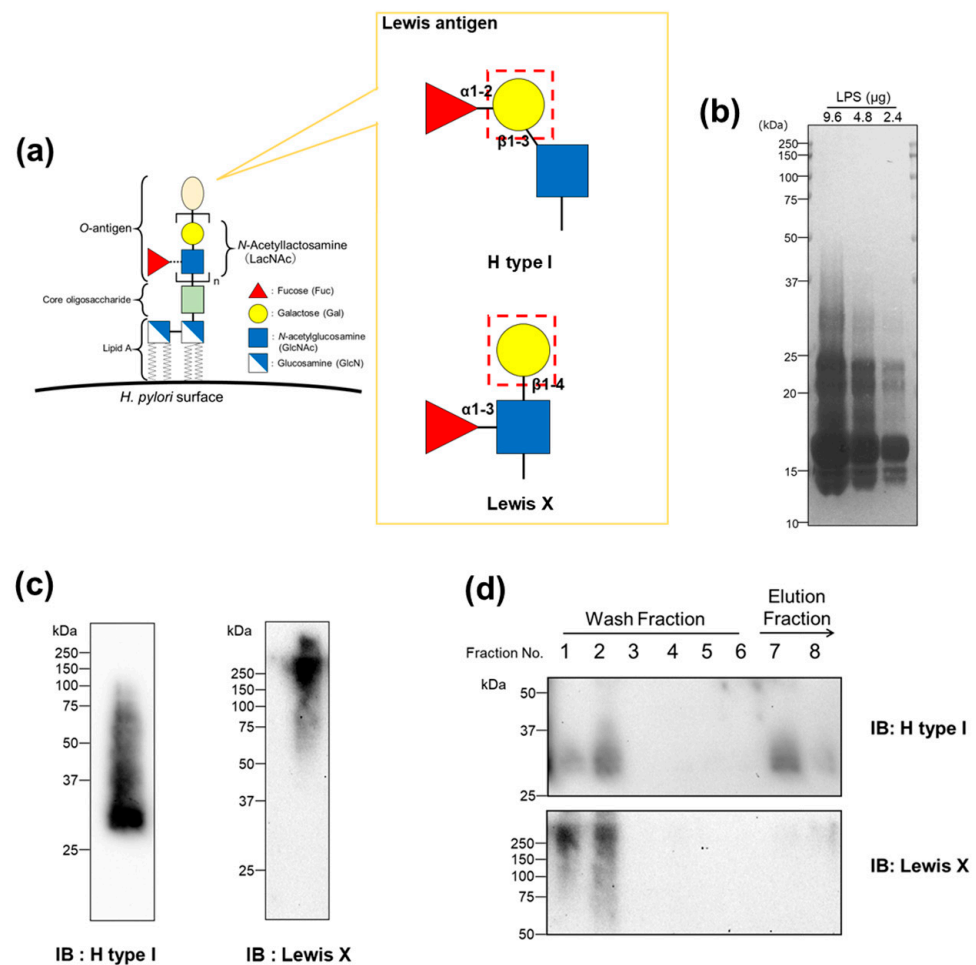 (a)
O-antigen
N-Acetyllactosamine
(LacNAc)
n
Core oligosaccharide
Lipid A
H. pylori surface
: Fucose (Fuc)
: Galactose (Gal)
: N-acetylglucosamine
(GlcNAc)
: Glucosamine (GlcN)
Lewis antigen
α1-2
β1-3
H type I
β1-4
α1-3
Lewis X
(b)
LPS (μg)
9.6 4.8 2.4
(kDa)
250
150
100
75
50
37
25
20
15
10
(c)
kDa
250
150
100
75
50
37
25
IB : H type I
kDa
250
150
100
75
50
37
25
IB : Lewis X
(d)
Wash Fraction
Elution
Fraction
Fraction No. 1 2 3 4 5 6 7 8
kDa
50
37
25
IB: H type I
250
150
100
50
IB: Lewis X